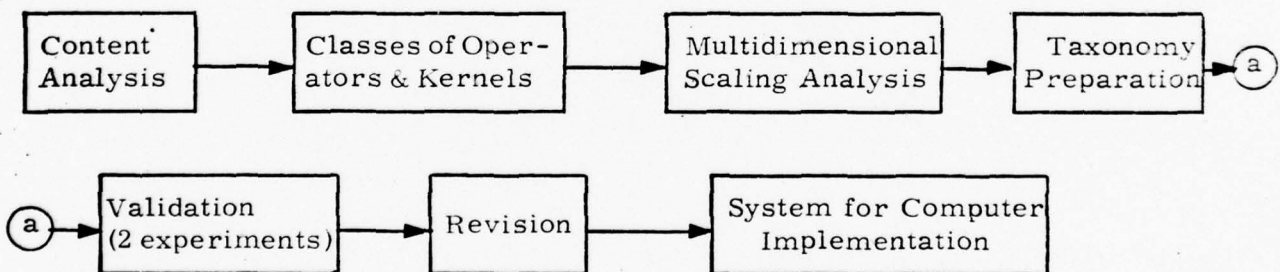 Content
Analysis
Classes of Oper-
ators & Kernels
Multidimensional
Scaling Analysis
Taxonomy
Preparation
a
a
Validation
(2 experiments)
Revision
System for Computer
Implementation